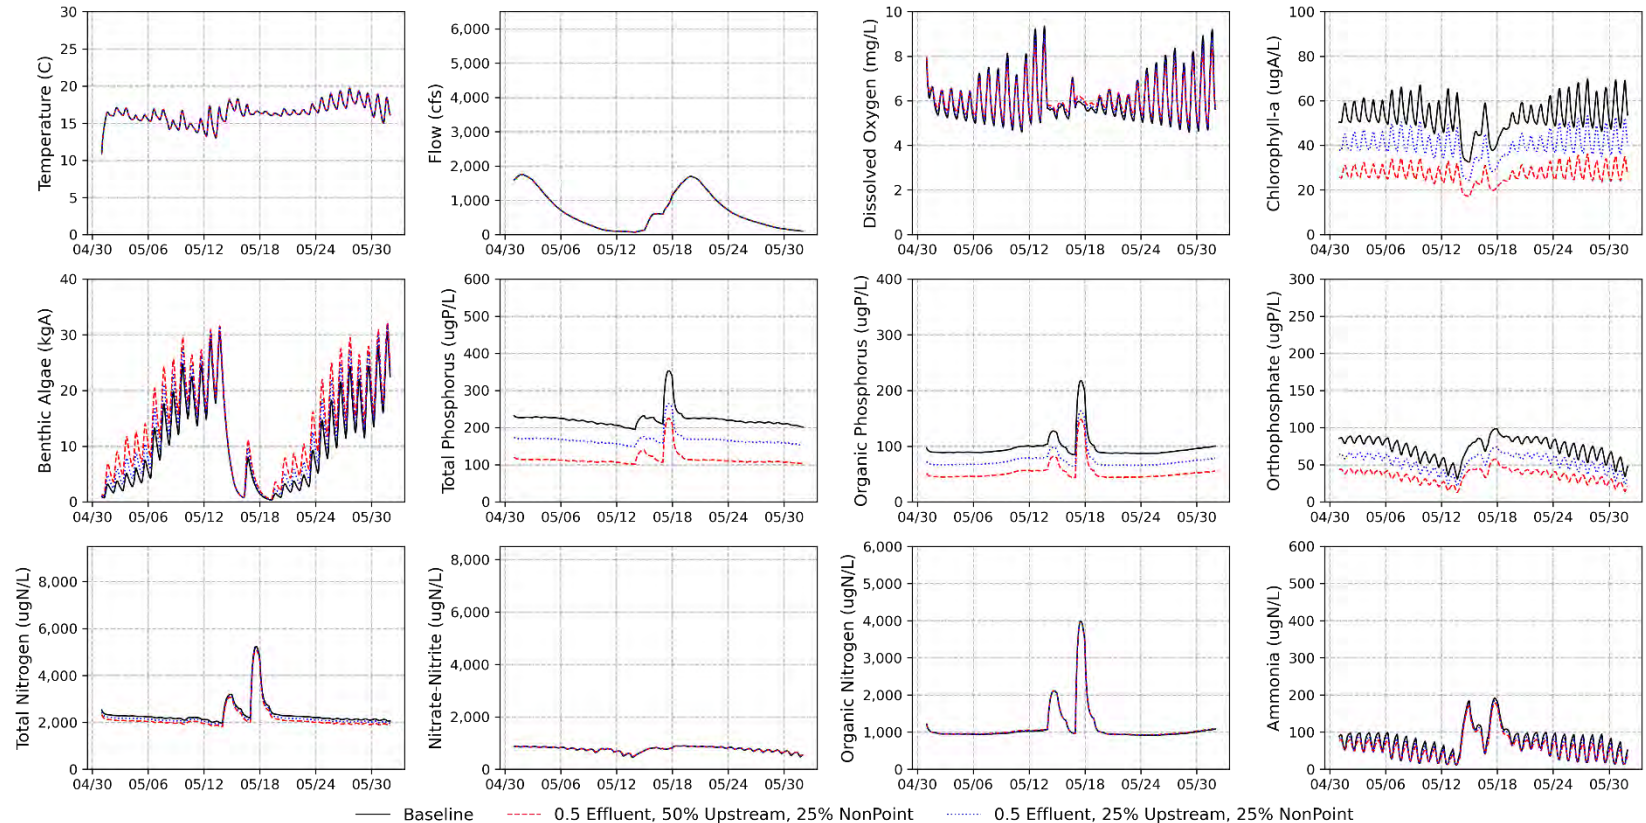 Temperature (C)
30
25
20
15
10
5
0
04/30 05/06 05/12 05/18 05/24 05/30
Flow (cfs)
6,000
5,000
4,000
3,000
2,000
1,000
0
04/30 05/06 05/12 05/18 05/24 05/30
Dissolved Oxygen (mg/L)
10
8
6
4
2
0
04/30 05/06 05/12 05/18 05/24 05/30
Chlorophyll-a (ugA/L)
100
80
60
40
20
0
04/30 05/06 05/12 05/18 05/24 05/30
Benthic Algae (kgA)
40
30
20
10
0
04/30 05/06 05/12 05/18 05/24 05/30
Total Phosphorus (ugP/L)
600
500
400
300
200
100
0
04/30 05/06 05/12 05/18 05/24 05/30
Organic Phosphorus (ugP/L)
400
300
200
100
0
04/30 05/06 05/12 05/18 05/24 05/30
Orthophosphate (ugP/L)
300
250
200
150
100
50
0
04/30 05/06 05/12 05/18 05/24 05/30
Total Nitrogen (ugN/L)
8,000
6,000
4,000
2,000
0
04/30 05/06 05/12 05/18 05/24 05/30
Nitrate-Nitrite (ugN/L)
8,000
6,000
4,000
2,000
0
04/30 05/06 05/12 05/18 05/24 05/30
Organic Nitrogen (ugN/L)
6,000
5,000
4,000
3,000
2,000
1,000
0
04/30 05/06 05/12 05/18 05/24 05/30
Ammonia (ugN/L)
600
500
400
300
200
100
0
04/30 05/06 05/12 05/18 05/24 05/30
Baseline 0.5 Effluent, 50% Upstream, 25% NonPoint 0.5 Effluent, 25% Upstream, 25% NonPoint